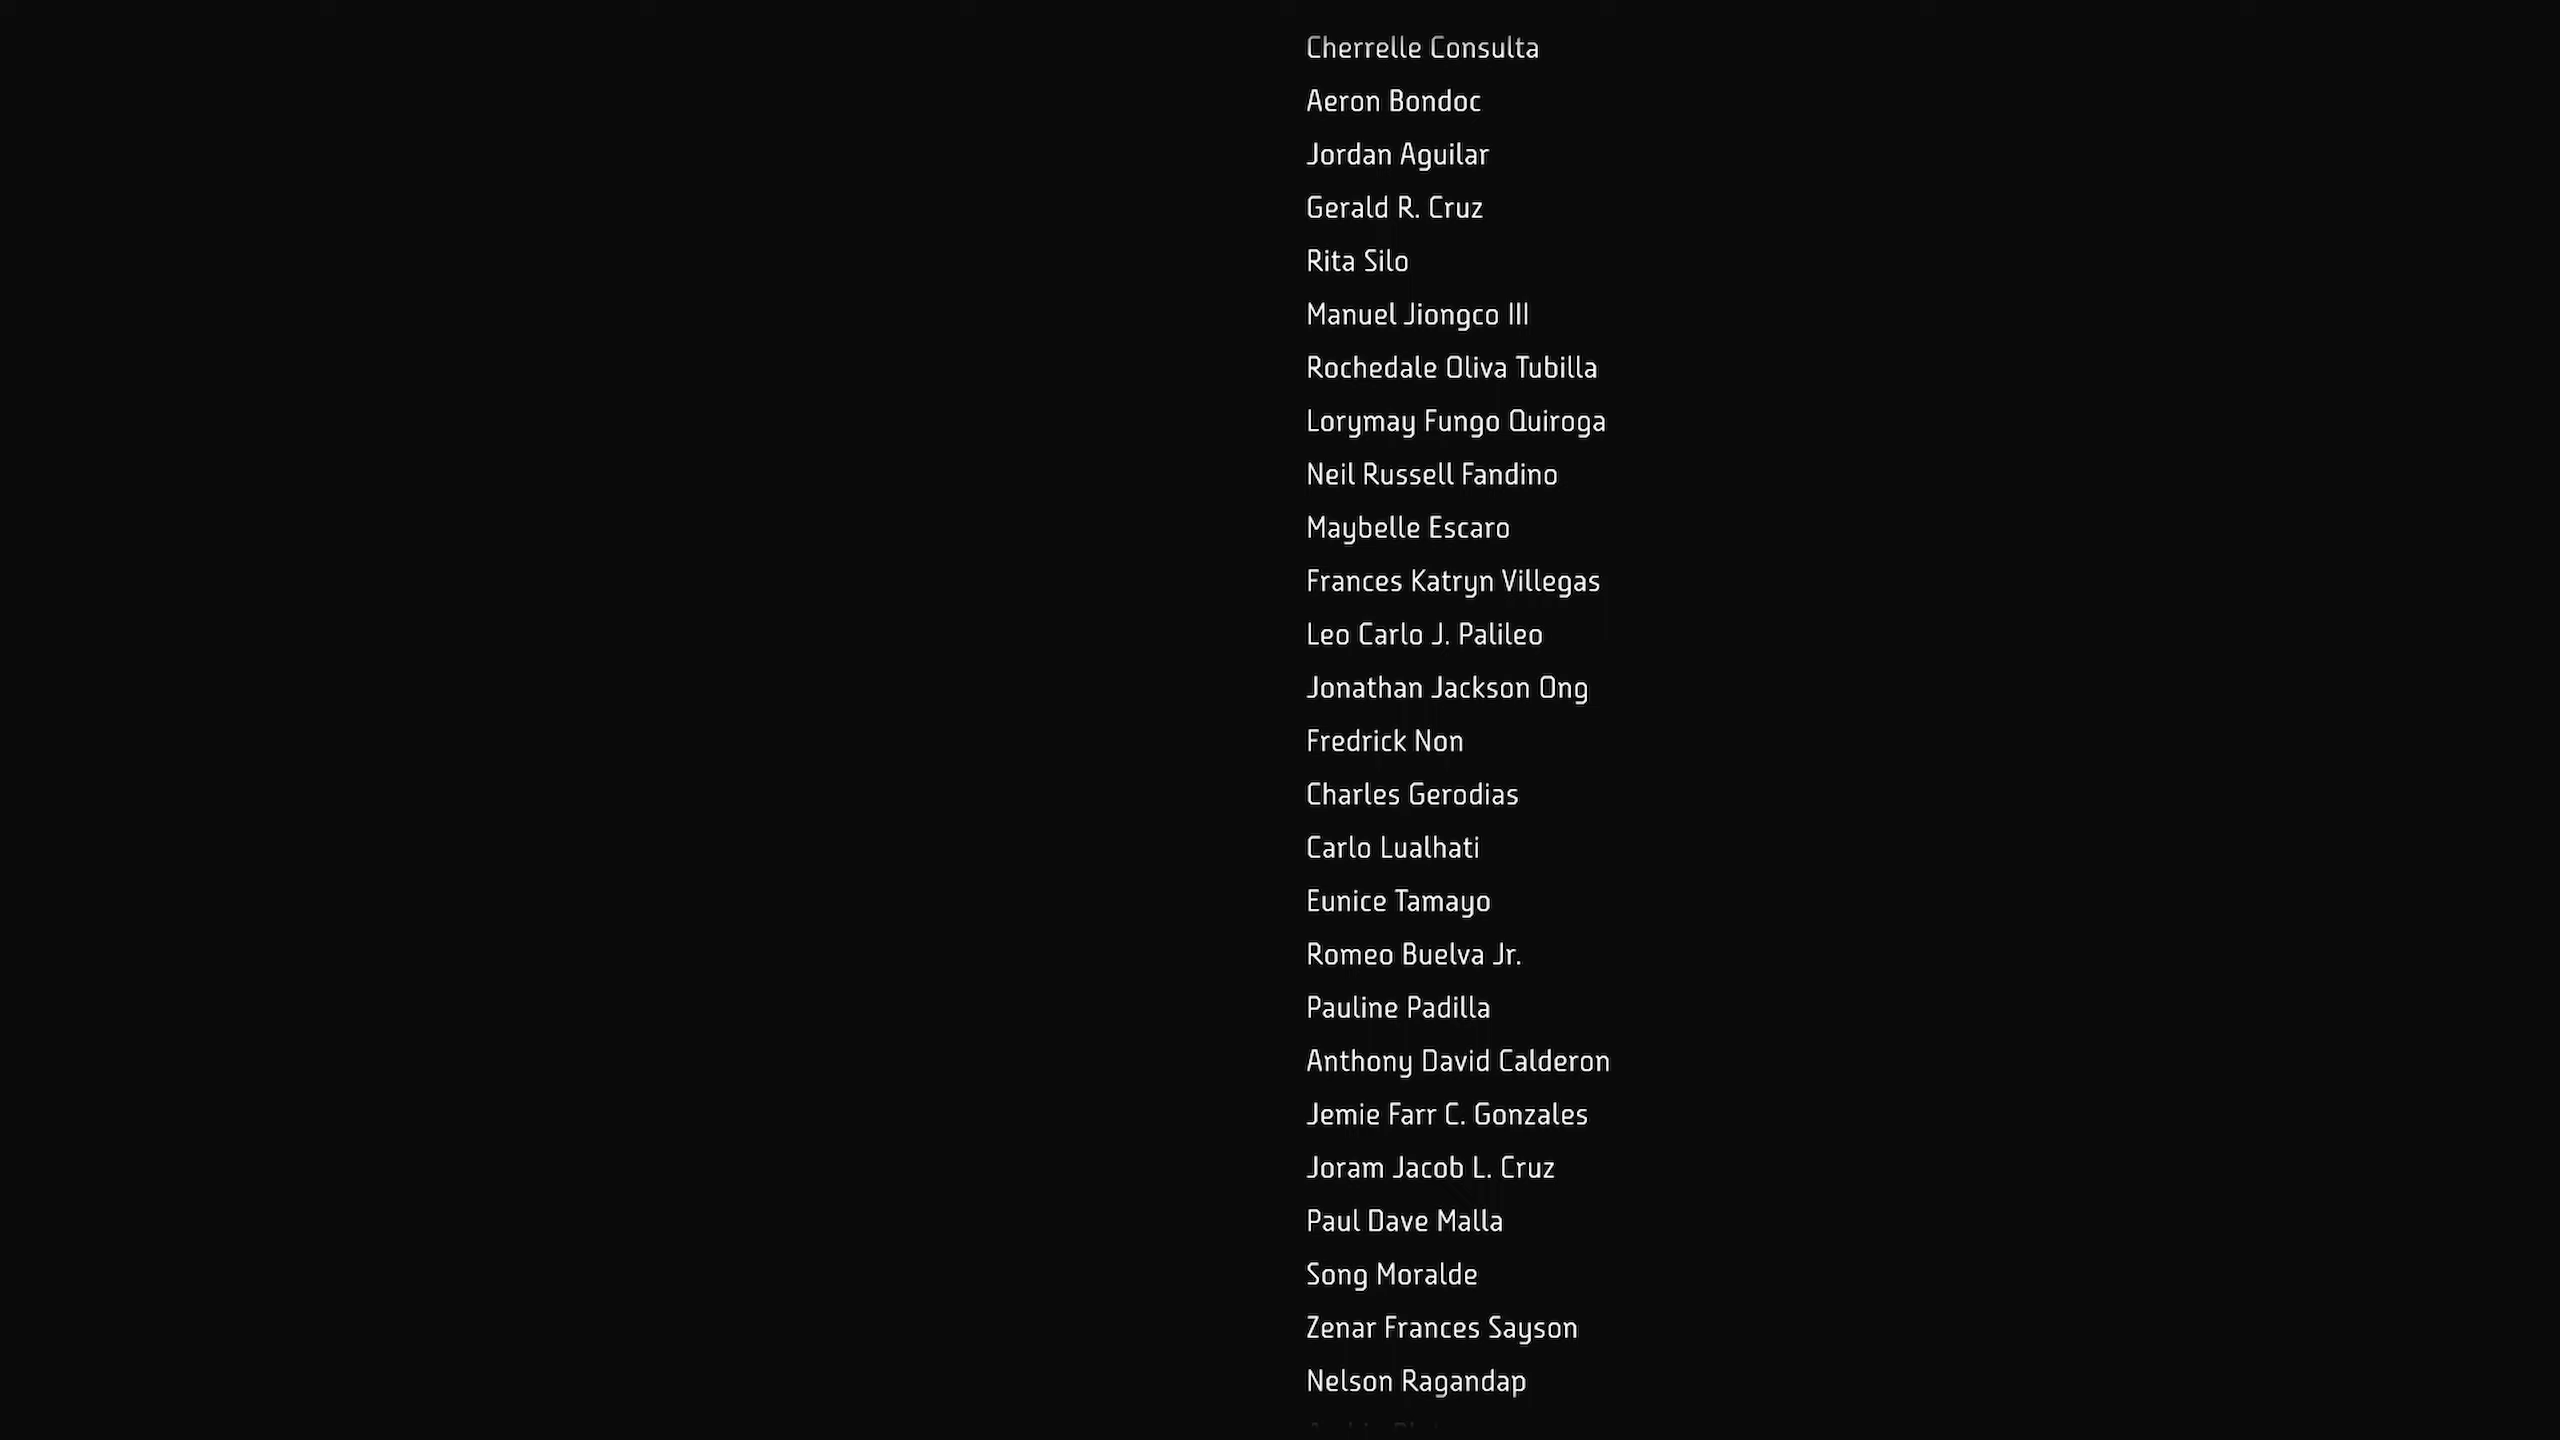 Cherrelle Consulta
Aeron Bondoc
Jordan Aguilar
Gerald R. Cruz
Rita Silo
Manuel Jiongco III
Rochedale Oliva Tubilla
Lorymay Fungo Quiroga
Neil Russell Fandino
Maybelle Escaro
Frances Katryn Villegas
Leo Carlo J. Palileo
Jonathan Jackson Ong
Fredrick Non
Charles Gerodias
Carlo Lualhati
Eunice Tamayo
Romeo Buelva Jr.
Pauline Padilla
Anthony David Calderon
Jemie Farr C. Gonzales
Joram Jacob L. Cruz
Paul Dave Malla
Song Moralde
Zenar Frances Sayson
Nelson Ragandap